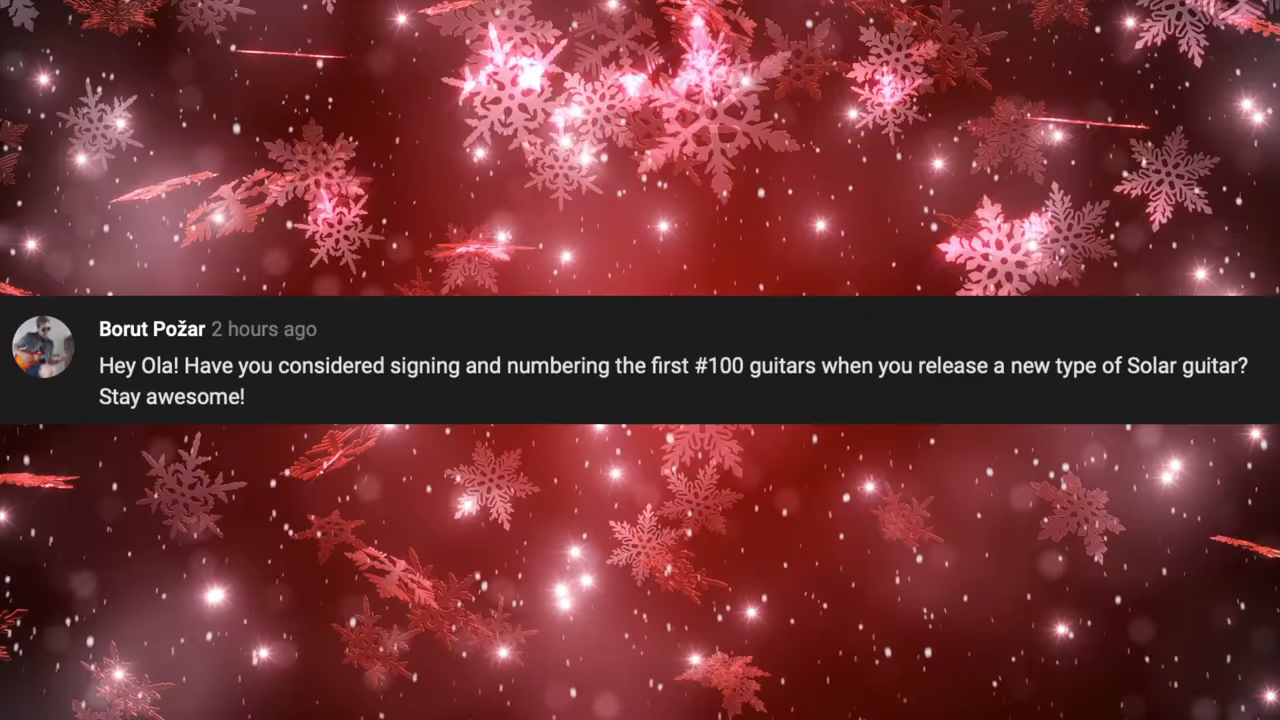 Borut Požar 2 hours ago
Hey Ola! Have you considered signing and numbering the first #100 guitars when you release a new type of Solar guitar?
Stay awesome!